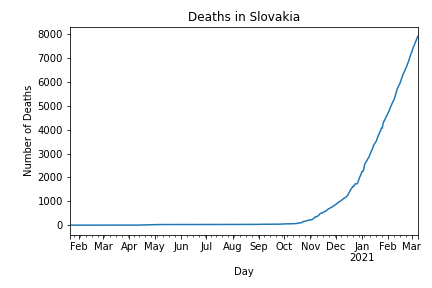 Deaths in Slovakia
8000
7000
6000
5000
4000
3000
2000
1000
0
Number of Deaths
Feb Mar Apr May Jun Jul Aug Sep Oct Nov Dec Jan Feb Mar
2021
Day